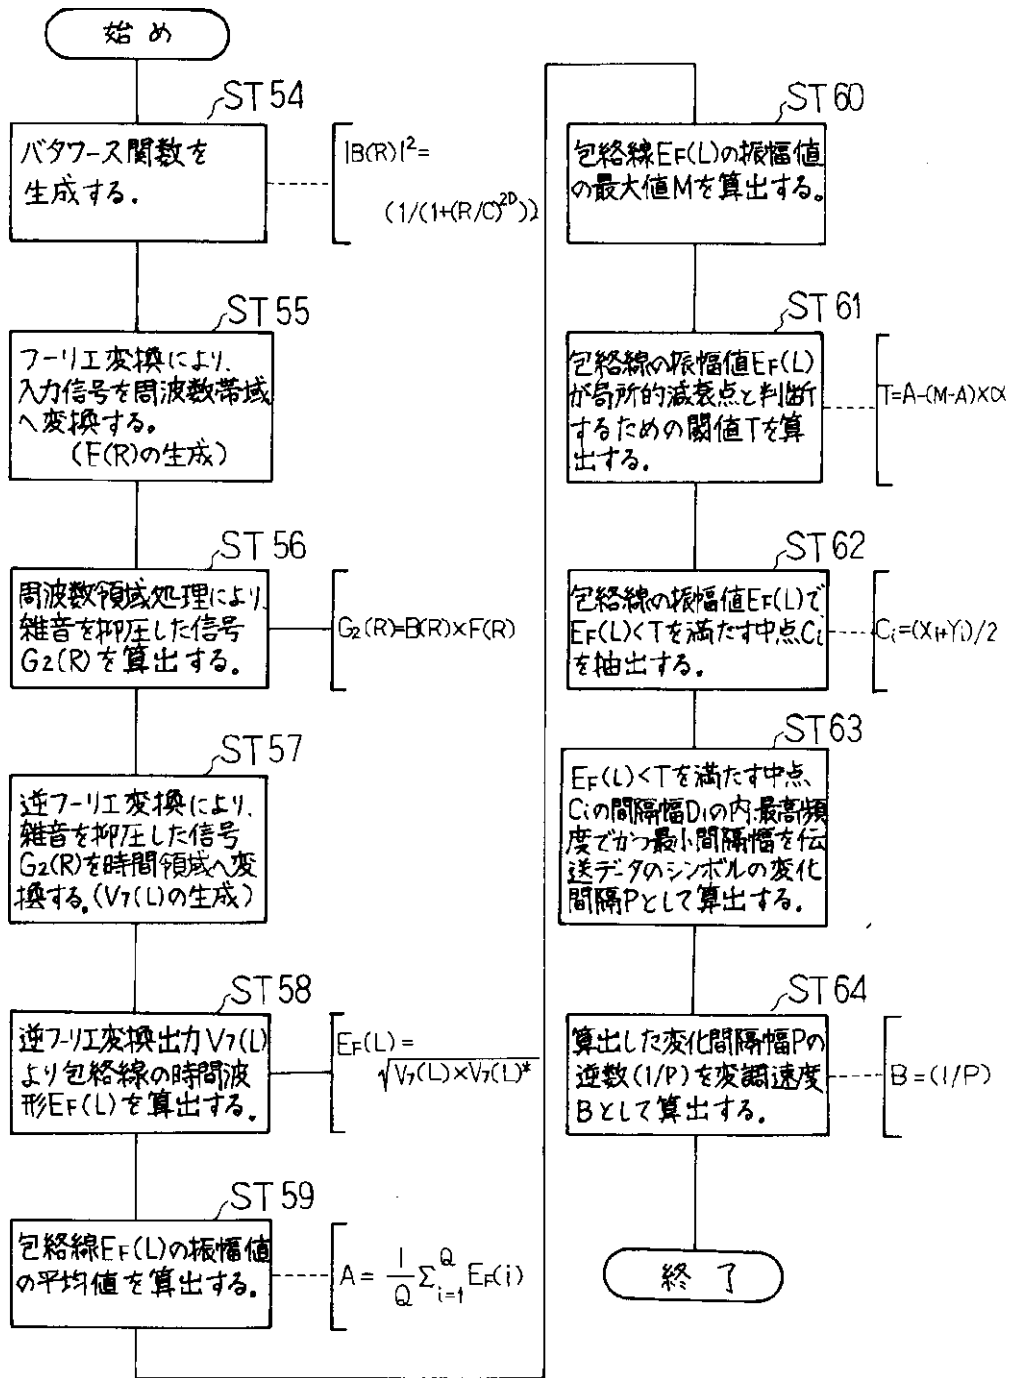 始め
ST54
バタワース関数を
生成する。
|B(R)|²=
(1/(1+(R/C)²ᴰ))
ST55
フーリエ変換により、
入力信号を周波数帯域
へ変換する。
(F(R)の生成)
ST56
周波数領域処理により、
雑音を抑圧した信号
G2(R)を算出する。
G2(R)=B(R)×F(R)
ST57
逆フーリエ変換により、
雑音を抑圧した信号
G2(R)を時間領域へ変
換する。(V7(L)の生成)
ST58
逆フーリエ変換出力V7(L)
より包絡線の時間波
形EF(L)を算出する。
EF(L)=
√V7(L)×V7(L)*
ST59
包絡線EF(L)の振幅値
の平均値を算出する。
A= 1/Q Σ_{i=1}^{Q} EF(i)
ST60
包絡線EF(L)の振幅値
の最大値Mを算出する。
ST61
包絡線の振幅値EF(L)
が局所的減衰点と判断
するための閾値Tを算
出する。
T=A-(M-A)×α
ST62
包絡線の振幅値EF(L)で
EF(L)<Tを満たす中点Ci
を抽出する。
Ci=(Xi+Yi)/2
ST63
EF(L)<Tを満たす中点、
Ciの間隔幅Diの内、最高頻
度でかつ最小間隔幅を伝
送データのシンボルの変化
間隔Pとして算出する。
ST64
算出した変化間隔幅Pの
逆数(1/P)を変調速度
Bとして算出する。
B=(1/P)
終了